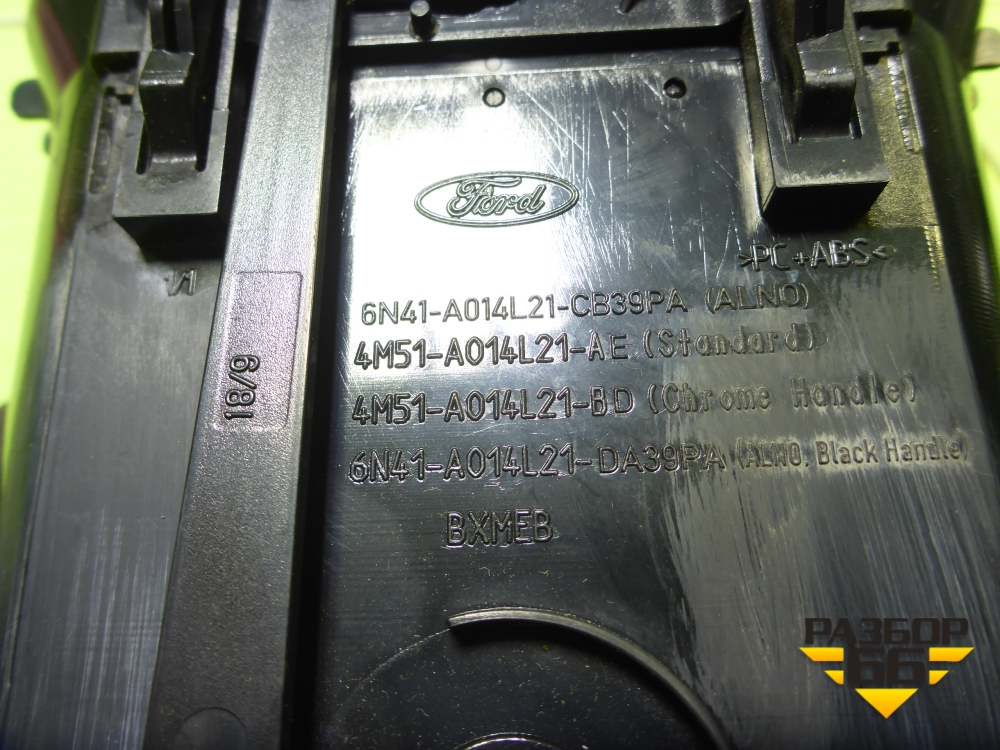 Ford
>PC+ABS<
6N41-A014L21-CB39PA (ALNO)
4M51-A014L21-AE (Standard)
4M51-A014L21-BD (Chrome Handle)
6N41-A014L21-DA39PA (ALNO, Black Handle)
BXMEB
18/9
РАЗБОР
66